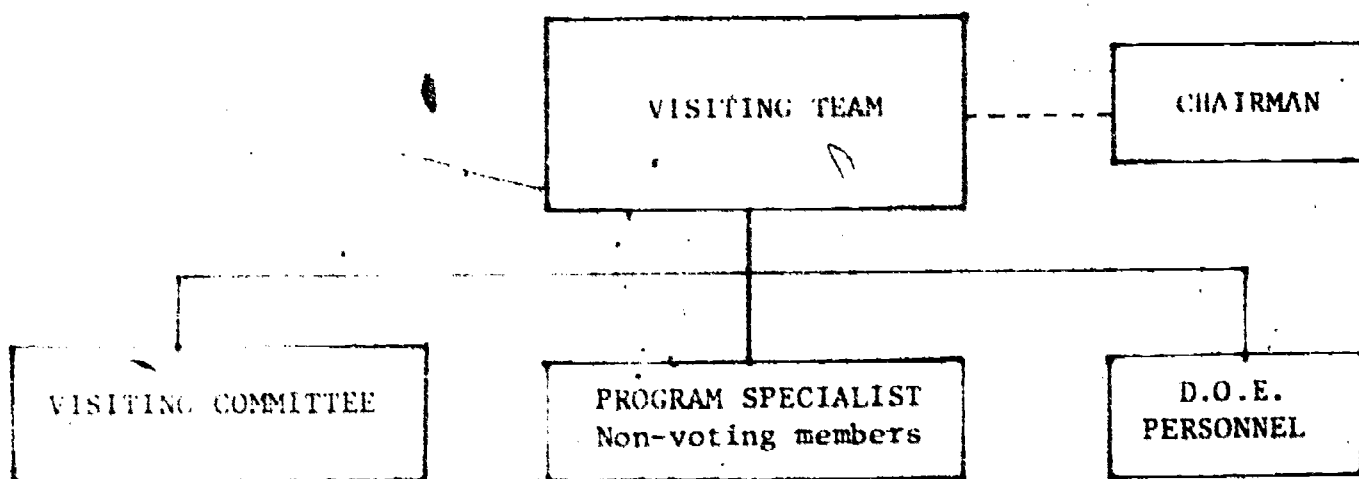 VISITING TEAM
CHAIRMAN
VISITING COMMITTEE
PROGRAM SPECIALIST
Non-voting members
D.O.E.
PERSONNEL